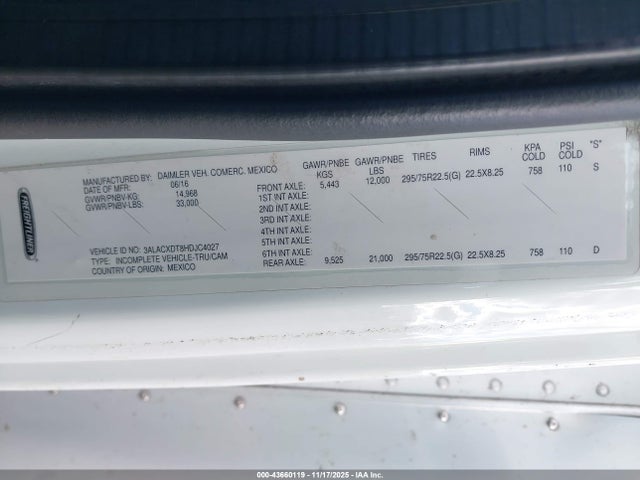 FREIGHTLINER
MANUFACTURED BY: DAIMLER VEH. COMERC. MEXICO
DATE OF MFR: 06/16
GVWR/PNBV-KG: 14,968
GVWR/PNBV-LBS: 33,000
VEHICLE ID NO: 3ALACXDT8HDJC4027
TYPE: INCOMPLETE VEHICLE-TRU/CAM
COUNTRY OF ORIGIN: MEXICO
GAWR/PNBE KGS GAWR/PNBE LBS TIRES RIMS KPA COLD PSI COLD "S"
FRONT AXLE: 5,443 12,000 295/75R22.5(G) 22.5X8.25 758 110 S
1ST INT AXLE:
2ND INT AXLE:
3RD INT AXLE:
4TH INT AXLE:
5TH INT AXLE:
6TH INT AXLE:
REAR AXLE: 9,525 21,000 295/75R22.5(G) 22.5X8.25 758 110 D
000-43660119 - 11/17/2025 - IAA Inc.